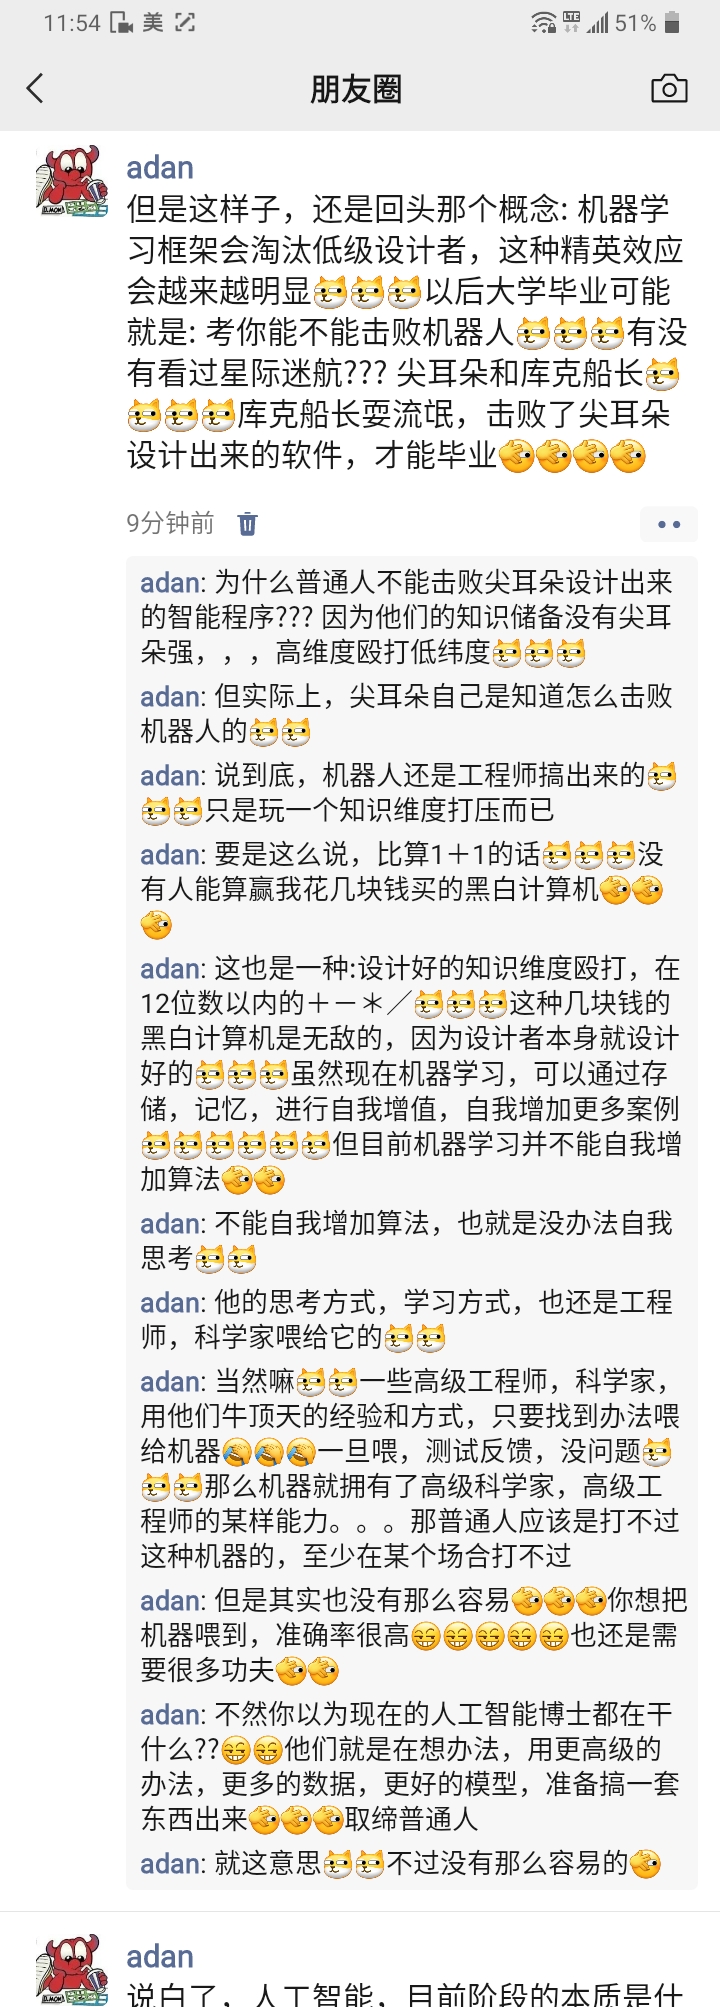 11:54 美 LTE 51%
朋友圈
adan
但是这样子，还是回头那个概念: 机器学
习框架会淘汰低级设计者，这种精英效应
会越来越明显以后大学毕业可能
就是: 考你能不能击败机器人有没
有看过星际迷航??? 尖耳朵和库克船长
库克船长耍流氓，击败了尖耳朵
设计出来的软件，才能毕业
9分钟前
adan: 为什么普通人不能击败尖耳朵设计出来
的智能程序??? 因为他们的知识储备没有尖耳
朵强，，，高维度殴打低纬度
adan: 但实际上，尖耳朵自己是知道怎么击败
机器人的
adan: 说到底，机器人还是工程师搞出来的
只是玩一个知识维度打压而已
adan: 要是这么说，比算1＋1的话没
有人能算赢我花几块钱买的黑白计算机
adan: 这也是一种:设计好的知识维度殴打，在
12位数以内的＋－＊／这种几块钱的
黑白计算机是无敌的，因为设计者本身就设计
好的虽然现在机器学习，可以通过存
储，记忆，进行自我增值，自我增加更多案例
但目前机器学习并不能自我增
加算法
adan: 不能自我增加算法，也就是没办法自我
思考
adan: 他的思考方式，学习方式，也还是工程
师，科学家喂给它的
adan: 当然嘛一些高级工程师，科学家，
用他们牛顶天的经验和方式，只要找到办法喂
给机器一旦喂，测试反馈，没问题
那么机器就拥有了高级科学家，高级工
程师的某样能力。。。那普通人应该是打不过
这种机器的，至少在某个场合打不过
adan: 但是其实也没有那么容易你想把
机器喂到，准确率很高也还是需
要很多功夫
adan: 不然你以为现在的人工智能博士都在干
什么??他们就是在想办法，用更高级的
办法，更多的数据，更好的模型，准备搞一套
东西出来取缔普通人
adan: 就这意思不过没有那么容易的
adan
说白了，人工智能，目前阶段的本质是什